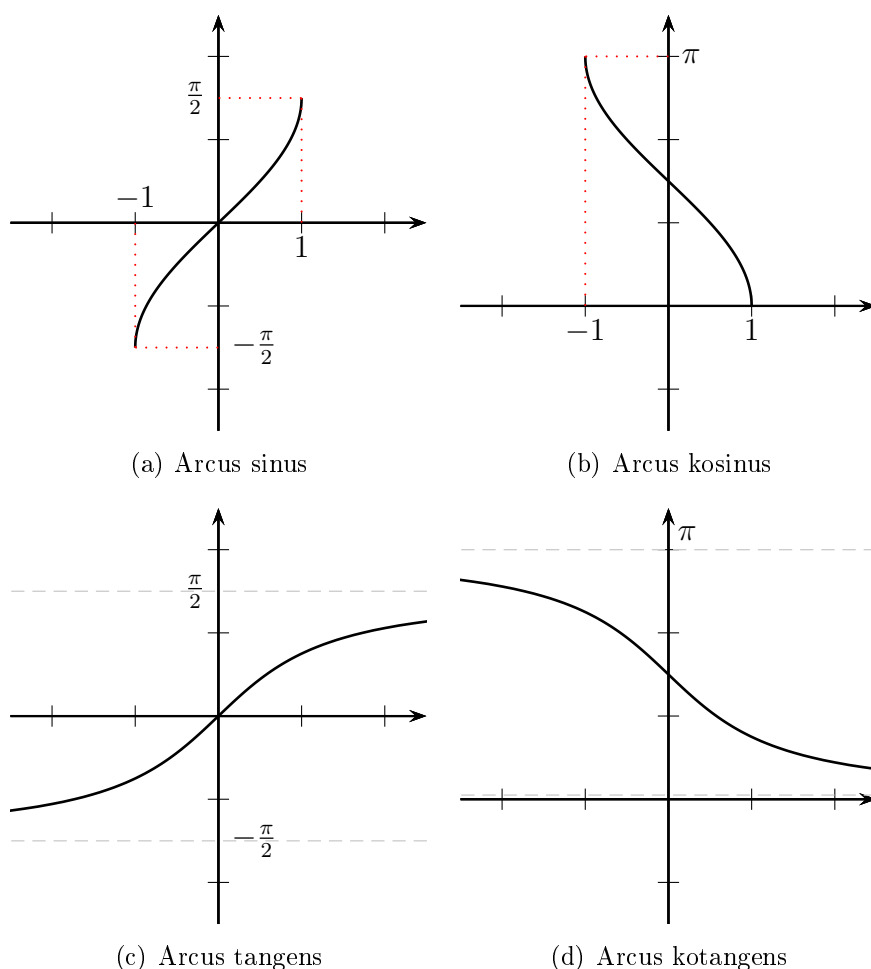 π/2
−1
1
−π/2
(a) Arcus sinus
π
−1
1
(b) Arcus kosinus
π/2
−π/2
(c) Arcus tangens
π
(d) Arcus kotangens